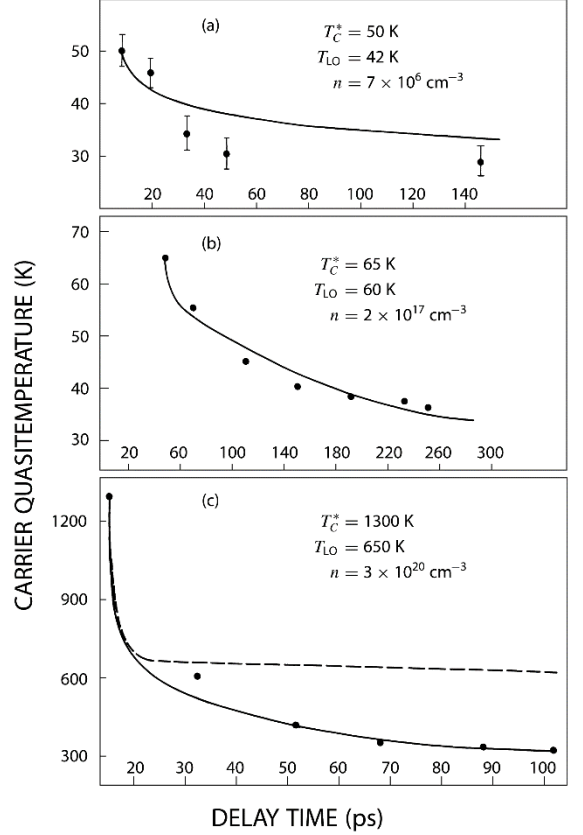 (a)
T*C = 50 K
TLO = 42 K
n = 7 × 10⁶ cm⁻³
50
40
30
20 40 60 80 100 120 140
(b)
T*C = 65 K
TLO = 60 K
n = 2 × 10¹⁷ cm⁻³
70
60
50
40
30
20 60 100 150 190 220 260 300
(c)
T*C = 1300 K
TLO = 650 K
n = 3 × 10²⁰ cm⁻³
1200
900
600
300
20 30 40 50 60 70 80 90 100
CARRIER QUASITEMPERATURE (K)
DELAY TIME (ps)